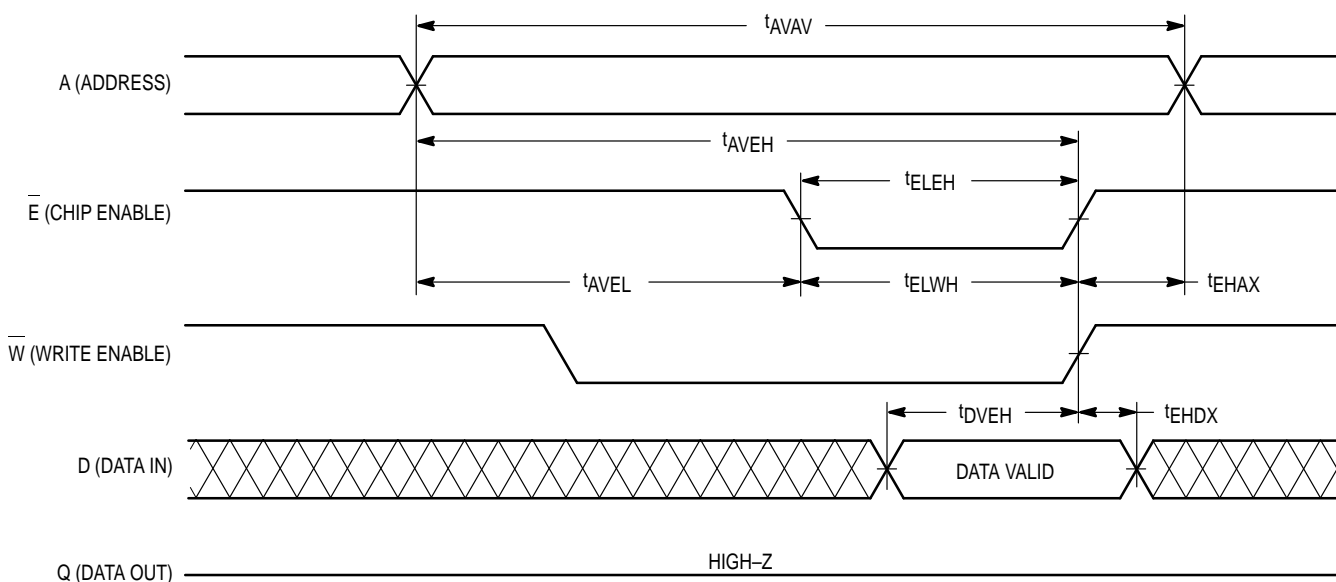 tAVAV
A (ADDRESS)
tAVEH
tELEH
E (CHIP ENABLE)
tAVEL
tELWH
tEHAX
W (WRITE ENABLE)
tDVEH
tEHDX
D (DATA IN)
DATA VALID
HIGH–Z
Q (DATA OUT)